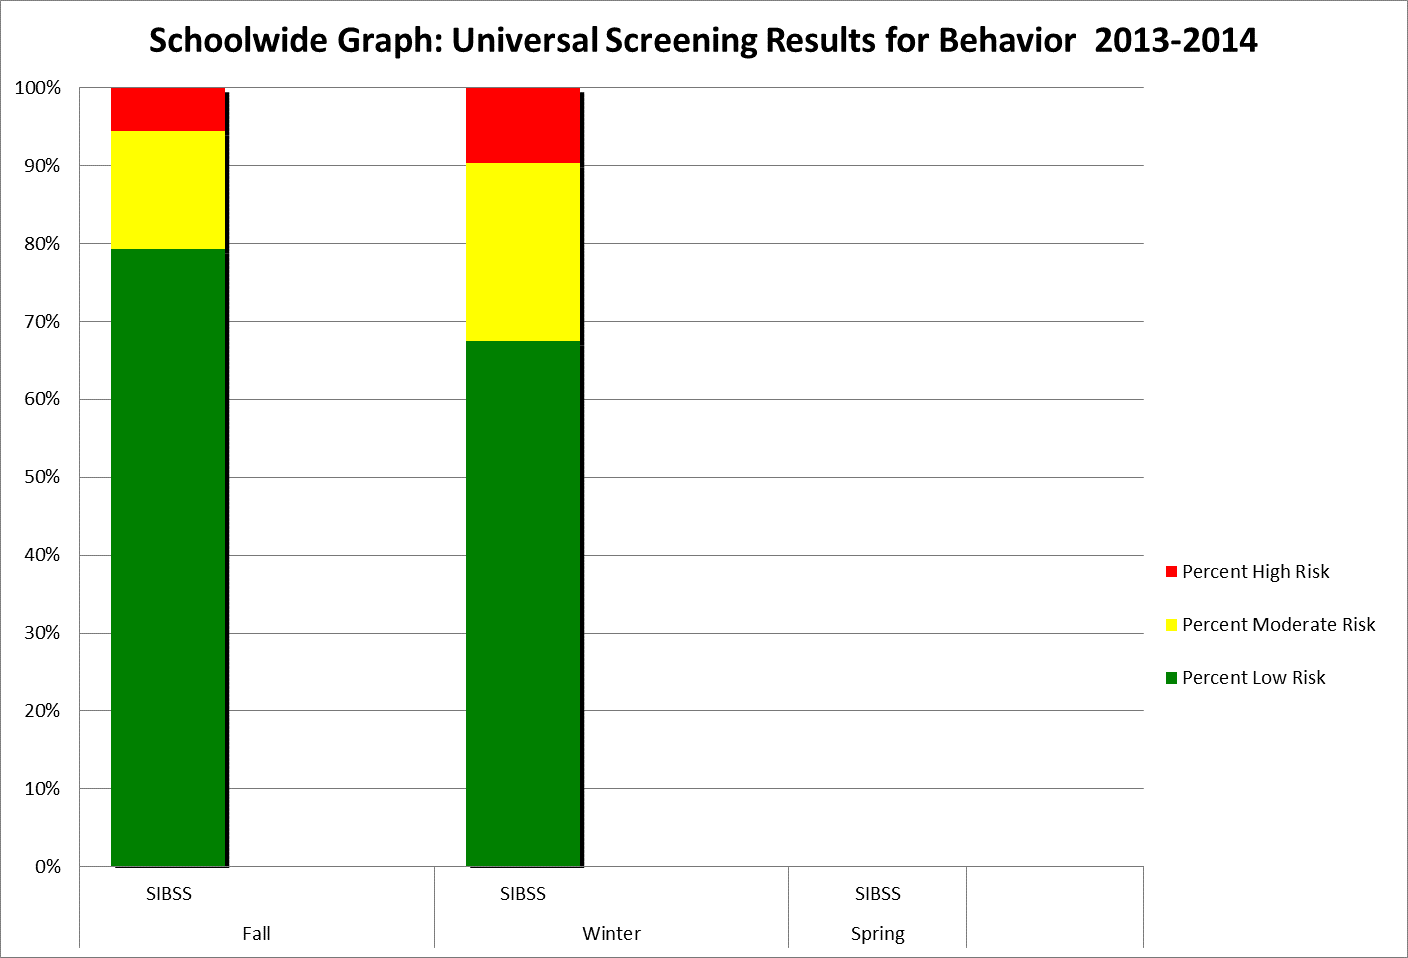 Schoolwide Graph: Universal Screening Results for Behavior  2013-2014
100%
90%
80%
70%
60%
50%
40%
30%
20%
10%
0%
Percent High Risk
Percent Moderate Risk
Percent Low Risk
SIBSS SIBSS SIBSS
Fall Winter Spring